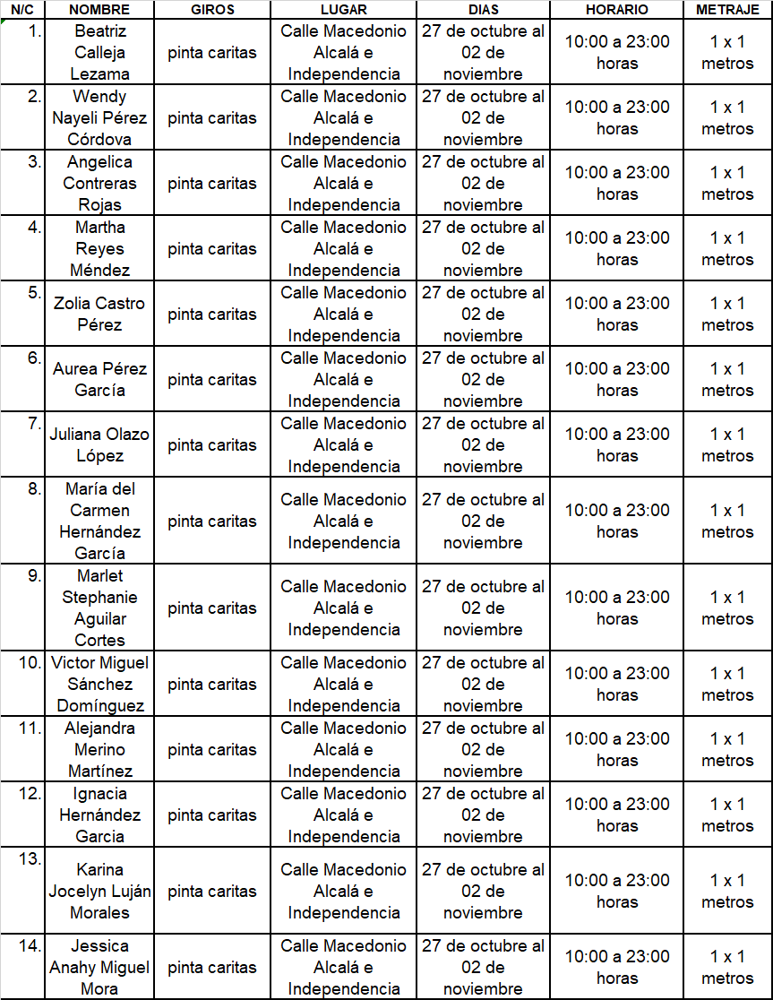 N/C NOMBRE GIROS LUGAR DIAS HORARIO METRAJE
1. Beatriz Calleja Lezama pinta caritas Calle Macedonio Alcalá e Independencia 27 de octubre al 02 de noviembre 10:00 a 23:00 horas 1 x 1 metros
2. Wendy Nayeli Pérez Córdova pinta caritas Calle Macedonio Alcalá e Independencia 27 de octubre al 02 de noviembre 10:00 a 23:00 horas 1 x 1 metros
3. Angelica Contreras Rojas pinta caritas Calle Macedonio Alcalá e Independencia 27 de octubre al 02 de noviembre 10:00 a 23:00 horas 1 x 1 metros
4. Martha Reyes Méndez pinta caritas Calle Macedonio Alcalá e Independencia 27 de octubre al 02 de noviembre 10:00 a 23:00 horas 1 x 1 metros
5. Zolia Castro Pérez pinta caritas Calle Macedonio Alcalá e Independencia 27 de octubre al 02 de noviembre 10:00 a 23:00 horas 1 x 1 metros
6. Aurea Pérez García pinta caritas Calle Macedonio Alcalá e Independencia 27 de octubre al 02 de noviembre 10:00 a 23:00 horas 1 x 1 metros
7. Juliana Olazo López pinta caritas Calle Macedonio Alcalá e Independencia 27 de octubre al 02 de noviembre 10:00 a 23:00 horas 1 x 1 metros
8. María del Carmen Hernández García pinta caritas Calle Macedonio Alcalá e Independencia 27 de octubre al 02 de noviembre 10:00 a 23:00 horas 1 x 1 metros
9. Marlet Stephanie Aguilar Cortes pinta caritas Calle Macedonio Alcalá e Independencia 27 de octubre al 02 de noviembre 10:00 a 23:00 horas 1 x 1 metros
10. Victor Miguel Sánchez Domínguez pinta caritas Calle Macedonio Alcalá e Independencia 27 de octubre al 02 de noviembre 10:00 a 23:00 horas 1 x 1 metros
11. Alejandra Merino Martínez pinta caritas Calle Macedonio Alcalá e Independencia 27 de octubre al 02 de noviembre 10:00 a 23:00 horas 1 x 1 metros
12. Ignacia Hernández Garcia pinta caritas Calle Macedonio Alcalá e Independencia 27 de octubre al 02 de noviembre 10:00 a 23:00 horas 1 x 1 metros
13. Karina Jocelyn Luján Morales pinta caritas Calle Macedonio Alcalá e Independencia 27 de octubre al 02 de noviembre 10:00 a 23:00 horas 1 x 1 metros
14. Jessica Anahy Miguel Mora pinta caritas Calle Macedonio Alcalá e Independencia 27 de octubre al 02 de noviembre 10:00 a 23:00 horas 1 x 1 metros